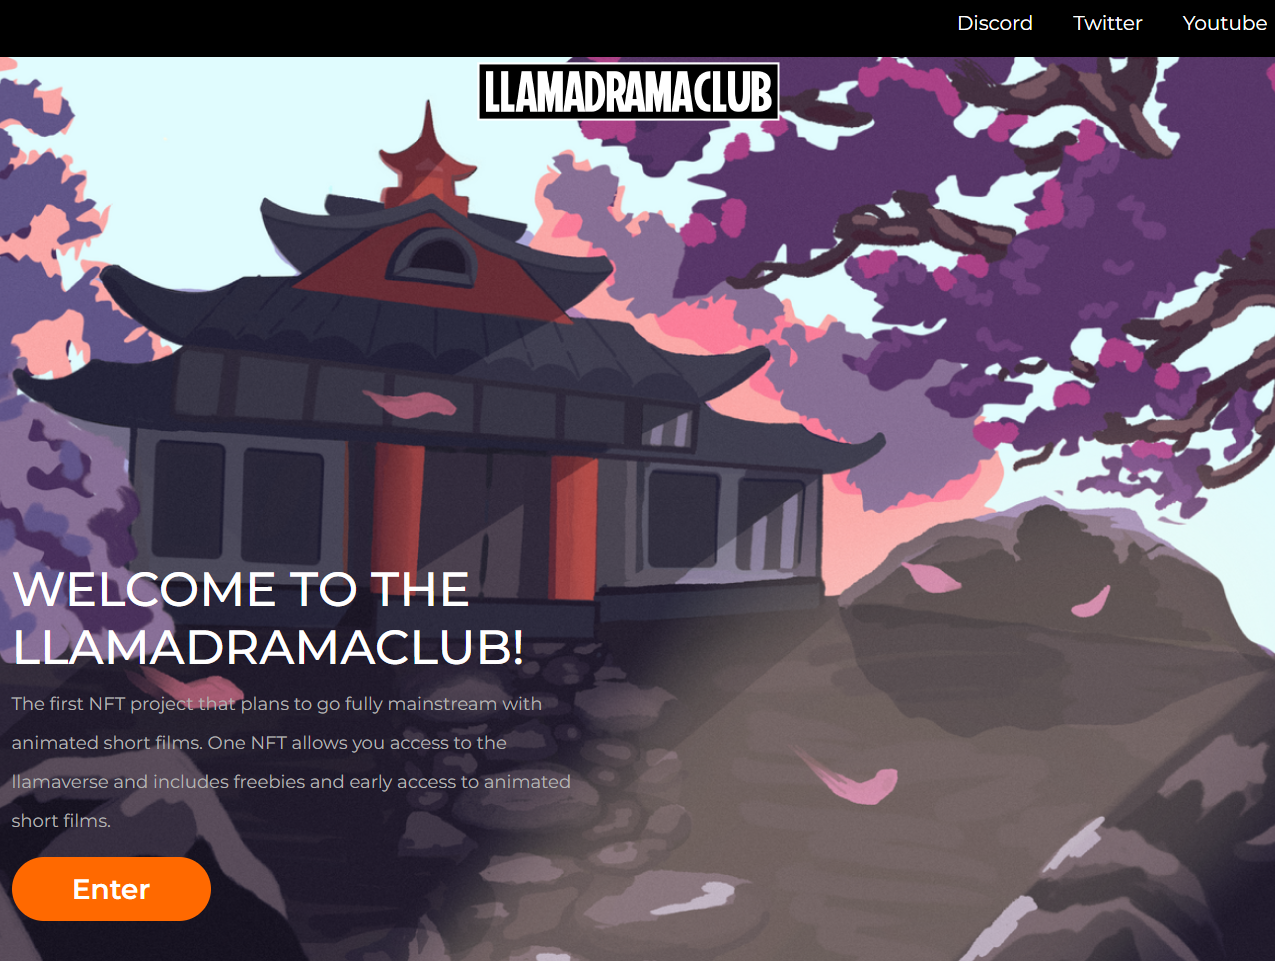 Discord Twitter Youtube
LLAMADRAMACLUB
WELCOME TO THE
LLAMADRAMACLUB!
The first NFT project that plans to go fully mainstream with
animated short films. One NFT allows you access to the
llamaverse and includes freebies and early access to animated
short films.
Enter